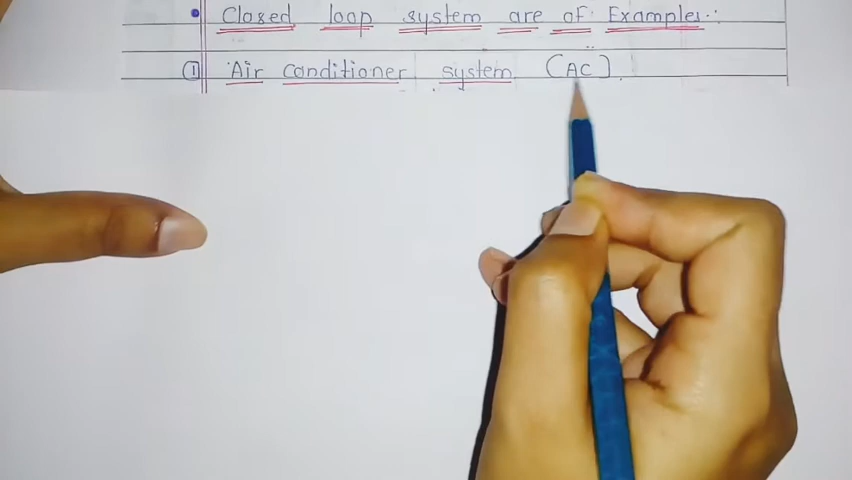 • Closed loop system are of Examples:
① Air conditioner system (AC).